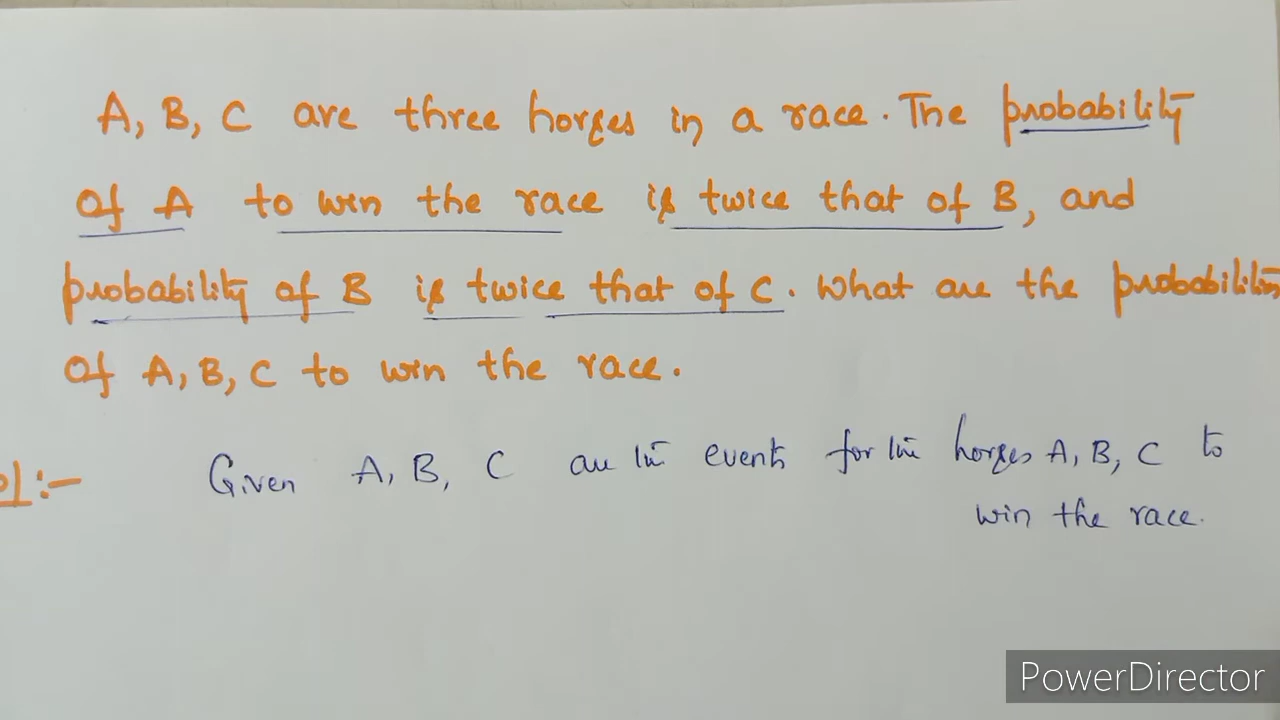 A, B, C are three horses in a race. The probability
of A to win the race is twice that of B, and
probability of B is twice that of C. What are the probabilities
of A, B, C to win the race.
ol:-
Given A, B, C are the events for the horses A, B, C to
win the race.
PowerDirector